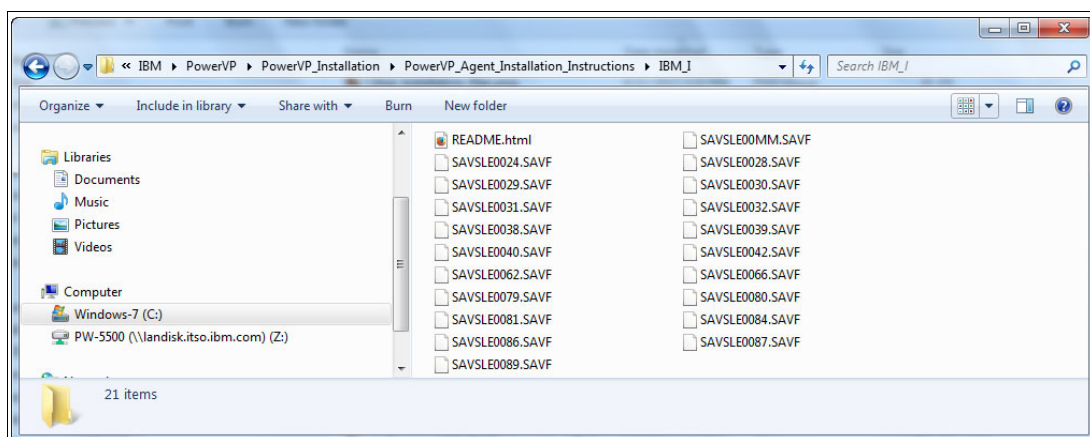 « IBM ▸ PowerVP ▸ PowerVP_Installation ▸ PowerVP_Agent_Installation_Instructions ▸ IBM_I Search IBM_I
Organize Include in library Share with Burn New folder
Libraries
Documents
Music
Pictures
Videos
Computer
Windows-7 (C:)
PW-5500 (\\landisk.itso.ibm.com) (Z:)
README.html SAVSLE00MM.SAVF
SAVSLE0024.SAVF SAVSLE0028.SAVF
SAVSLE0029.SAVF SAVSLE0030.SAVF
SAVSLE0031.SAVF SAVSLE0032.SAVF
SAVSLE0038.SAVF SAVSLE0039.SAVF
SAVSLE0040.SAVF SAVSLE0042.SAVF
SAVSLE0062.SAVF SAVSLE0066.SAVF
SAVSLE0079.SAVF SAVSLE0080.SAVF
SAVSLE0081.SAVF SAVSLE0084.SAVF
SAVSLE0086.SAVF SAVSLE0087.SAVF
SAVSLE0089.SAVF
21 items